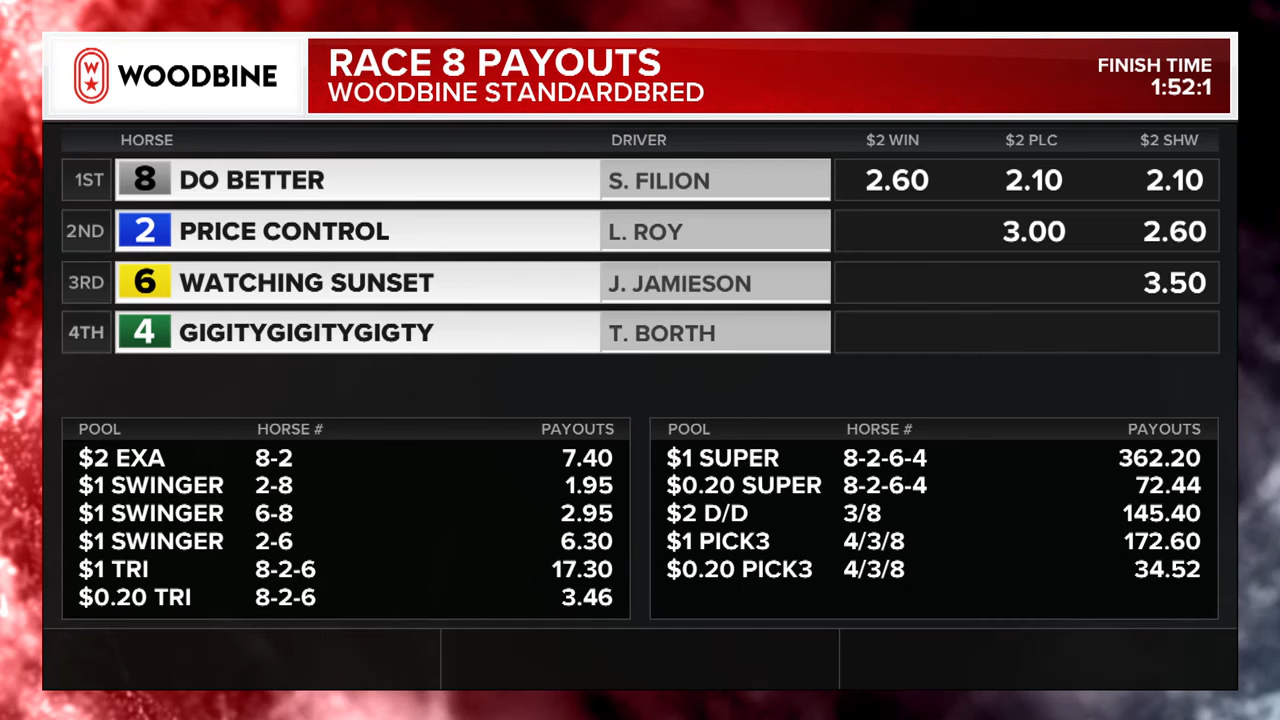 W
WOODBINE
RACE 8 PAYOUTS
WOODBINE STANDARDBRED
FINISH TIME
1:52:1
HORSE DRIVER $2 WIN $2 PLC $2 SHW
1ST 8 DO BETTER S. FILION 2.60 2.10 2.10
2ND 2 PRICE CONTROL L. ROY 3.00 2.60
3RD 6 WATCHING SUNSET J. JAMIESON 3.50
4TH 4 GIGITYGIGITYGIGTY T. BORTH
POOL HORSE # PAYOUTS
$2 EXA 8-2 7.40
$1 SWINGER 2-8 1.95
$1 SWINGER 6-8 2.95
$1 SWINGER 2-6 6.30
$1 TRI 8-2-6 17.30
$0.20 TRI 8-2-6 3.46
POOL HORSE # PAYOUTS
$1 SUPER 8-2-6-4 362.20
$0.20 SUPER 8-2-6-4 72.44
$2 D/D 3/8 145.40
$1 PICK3 4/3/8 172.60
$0.20 PICK3 4/3/8 34.52